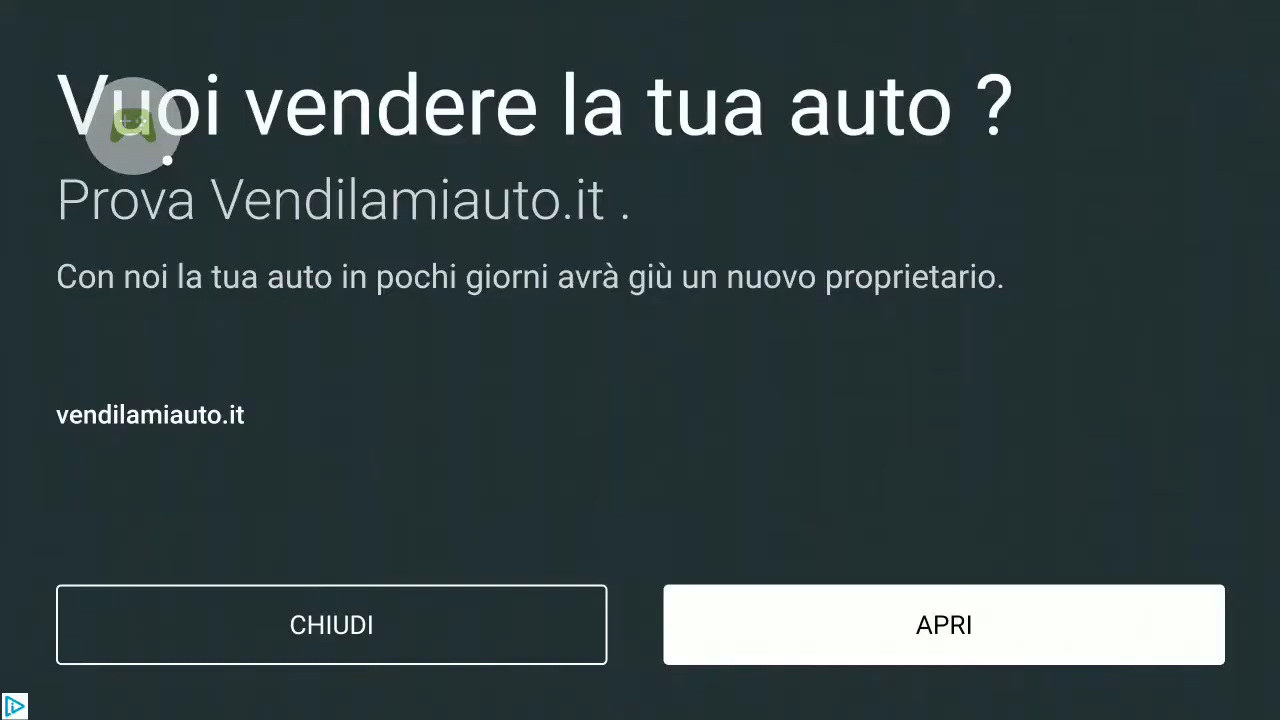 Vuoi vendere la tua auto ?
Prova Vendilamiauto.it .
Con noi la tua auto in pochi giorni avrà giù un nuovo proprietario.
vendilamiauto.it
CHIUDI
APRI